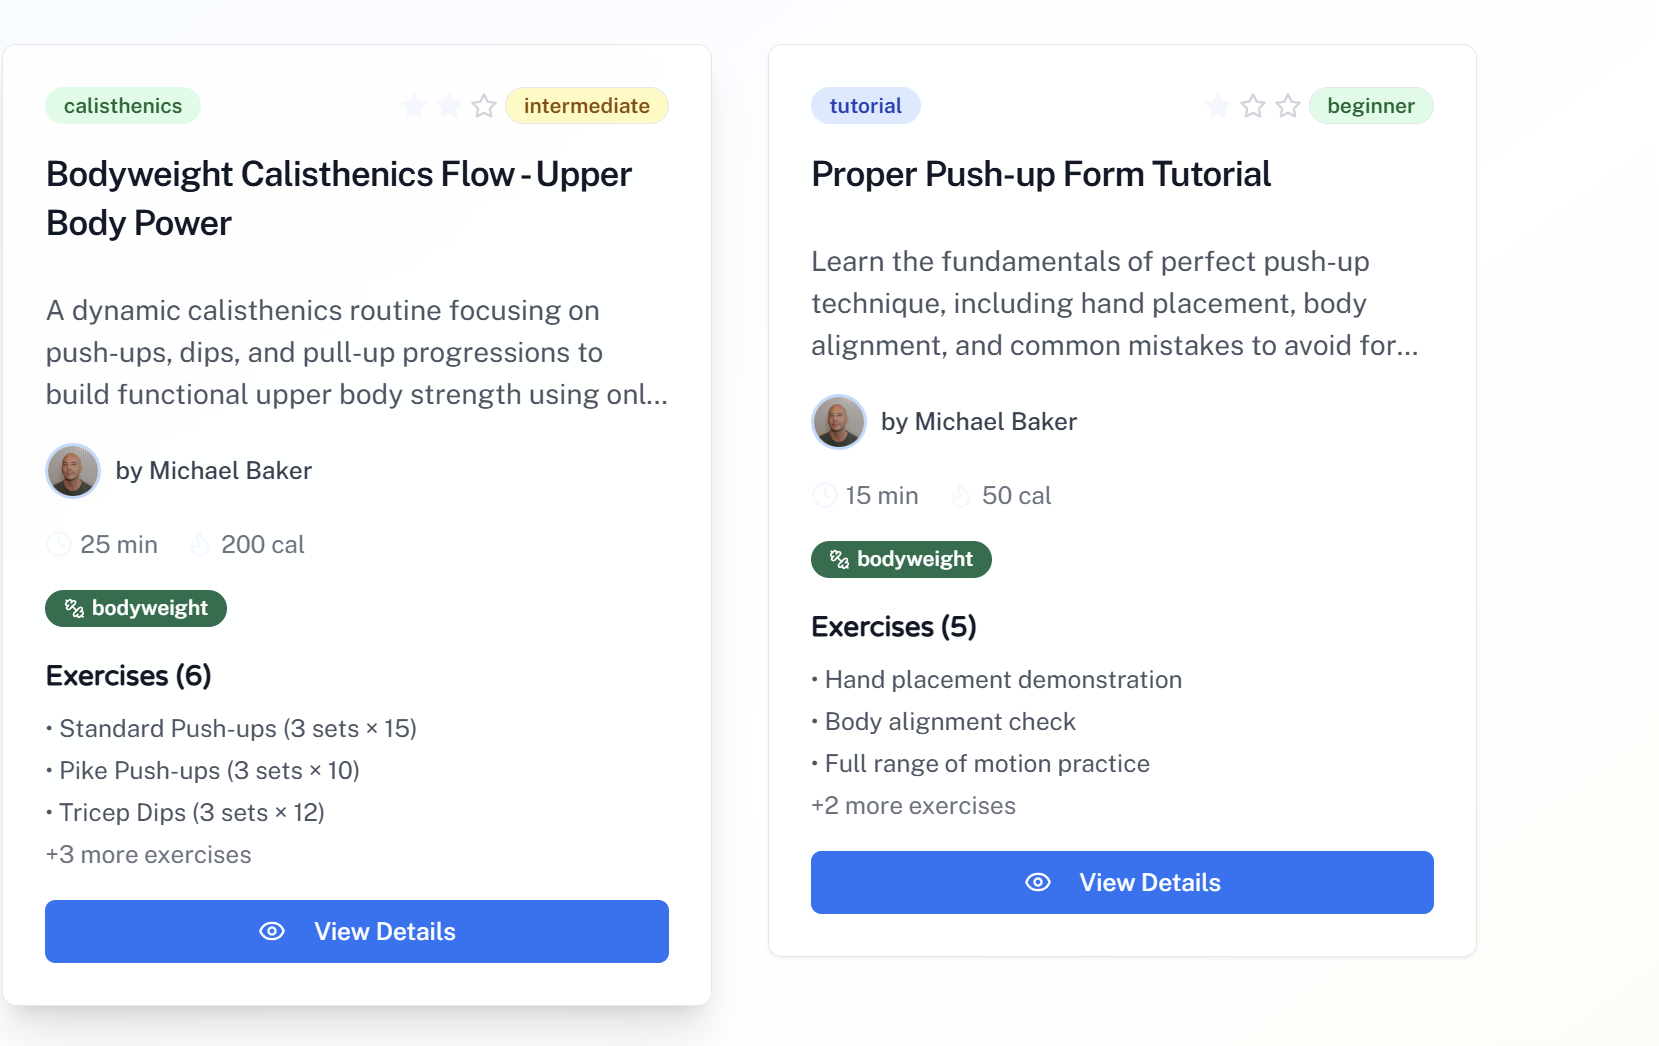 calisthenics
intermediate
Bodyweight Calisthenics Flow - Upper
Body Power
A dynamic calisthenics routine focusing on
push-ups, dips, and pull-up progressions to
build functional upper body strength using onl...
by Michael Baker
25 min
200 cal
bodyweight
Exercises (6)
• Standard Push-ups (3 sets × 15)
• Pike Push-ups (3 sets × 10)
• Tricep Dips (3 sets × 12)
+3 more exercises
View Details
tutorial
beginner
Proper Push-up Form Tutorial
Learn the fundamentals of perfect push-up
technique, including hand placement, body
alignment, and common mistakes to avoid for...
by Michael Baker
15 min
50 cal
bodyweight
Exercises (5)
• Hand placement demonstration
• Body alignment check
• Full range of motion practice
+2 more exercises
View Details